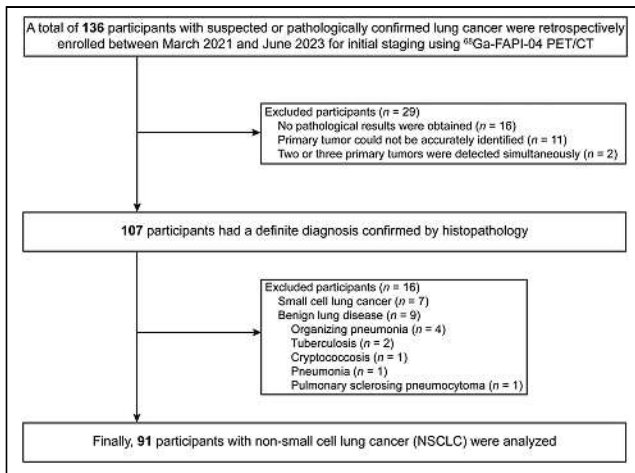 A total of 136 participants with suspected or pathologically confirmed lung cancer were retrospectively
enrolled between March 2021 and June 2023 for initial staging using ⁶⁸Ga-FAPI-04 PET/CT
Excluded participants (n = 29)
No pathological results were obtained (n = 16)
Primary tumor could not be accurately identified (n = 11)
Two or three primary tumors were detected simultaneously (n = 2)
107 participants had a definite diagnosis confirmed by histopathology
Excluded participants (n = 16)
Small cell lung cancer (n = 7)
Benign lung disease (n = 9)
Organizing pneumonia (n = 4)
Tuberculosis (n = 2)
Cryptococcosis (n = 1)
Pneumonia (n = 1)
Pulmonary sclerosing pneumocytoma (n = 1)
Finally, 91 participants with non-small cell lung cancer (NSCLC) were analyzed